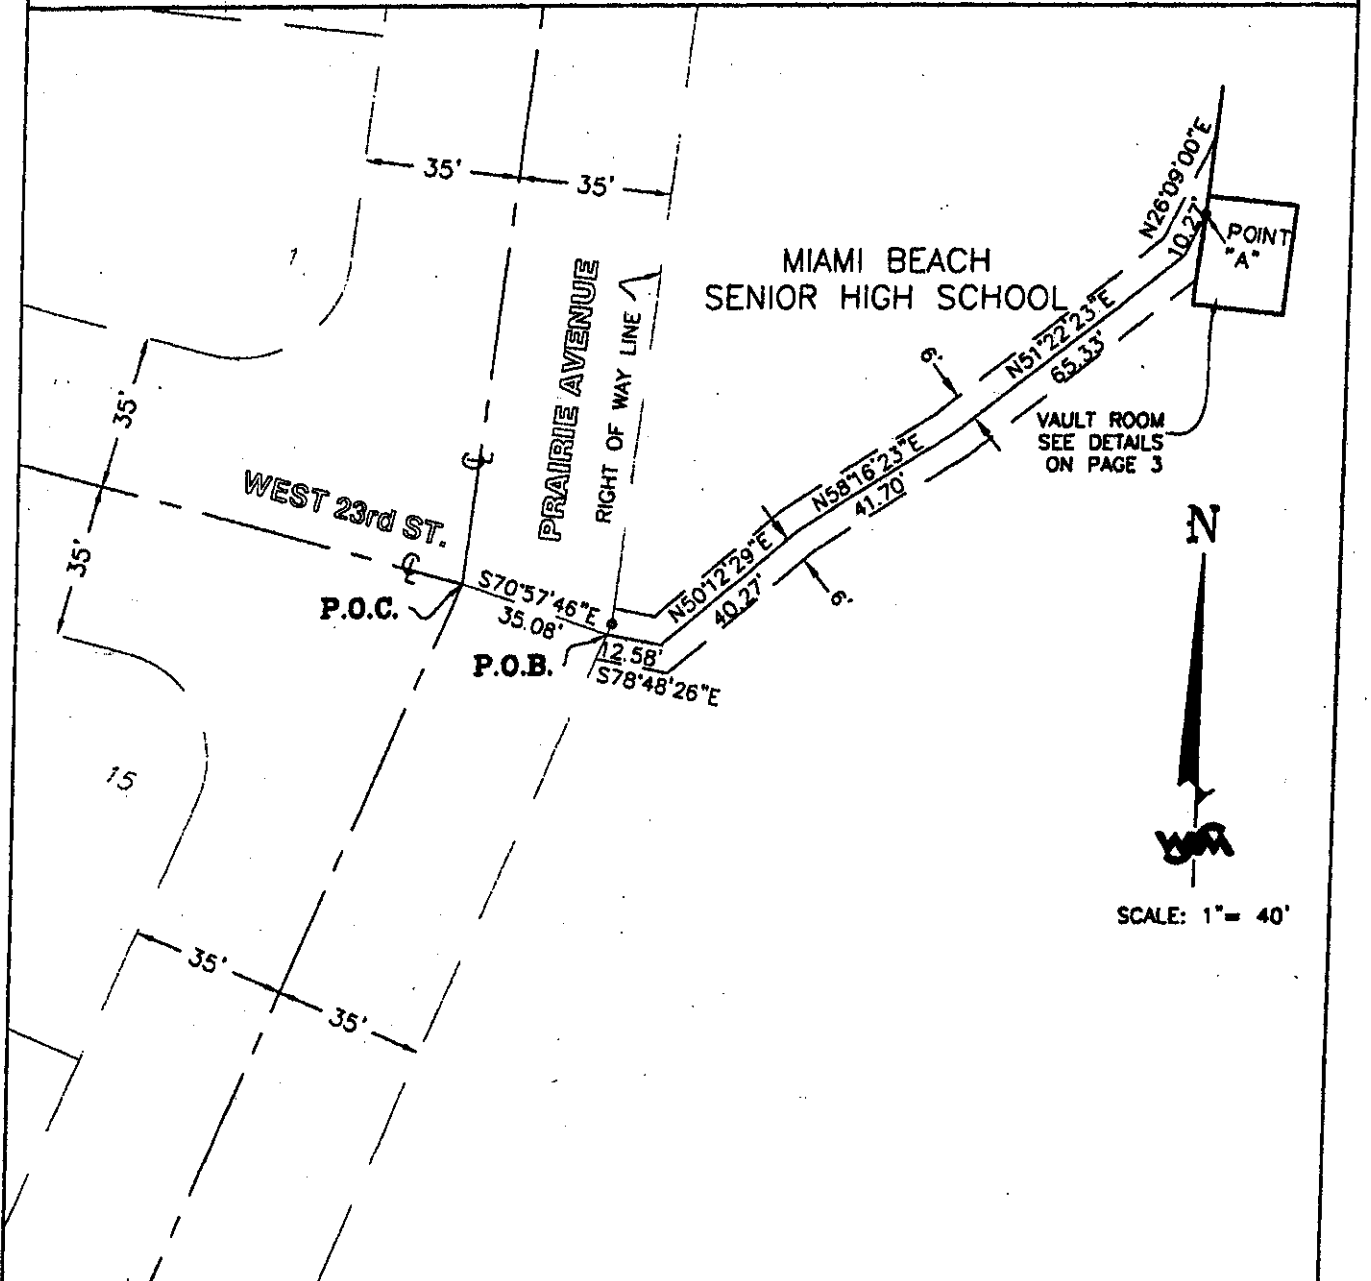 35'
35'
N26°09'00"E
10.27'
POINT
"A"
1
MIAMI BEACH
SENIOR HIGH SCHOOL
PRAIRIE AVENUE
RIGHT OF WAY LINE
N51°22'23"E
65.33'
6'
35'
VAULT ROOM
SEE DETAILS
ON PAGE 3
N58°16'23"E
41.70'
WEST 23rd ST.
35'
N
N50°12'29"E
40.27'
6'
S70°57'46"E
35.08'
P.O.C.
P.O.B.
12.58'
S78°48'26"E
15
SCALE: 1"= 40'
35'
35'